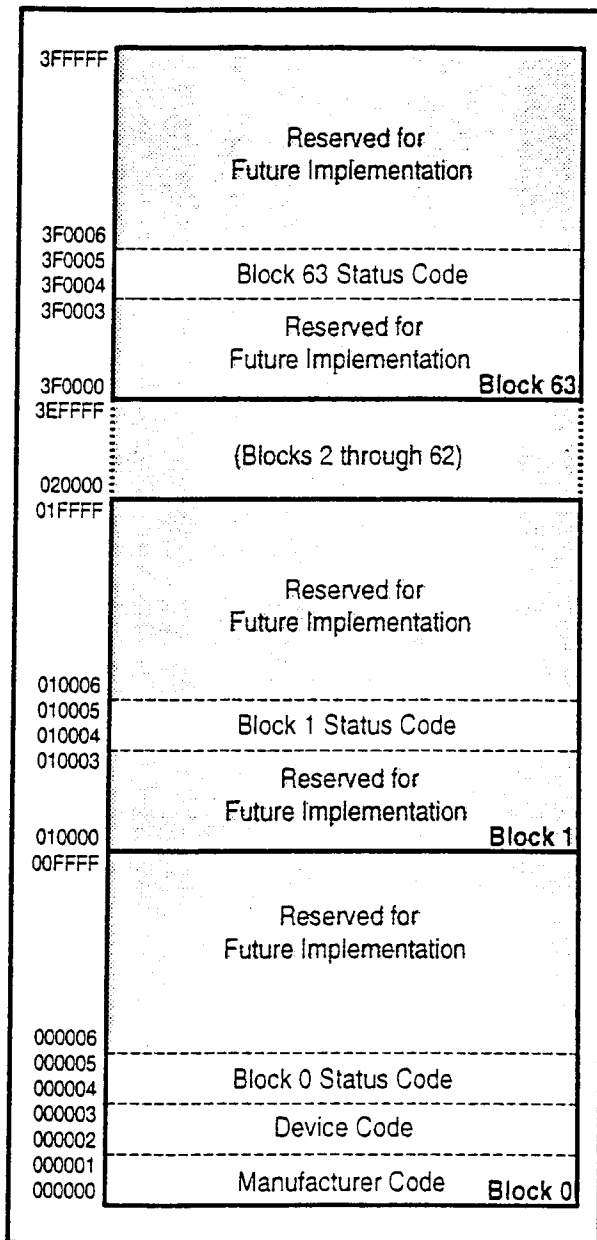 3FFFFF
Reserved for
Future Implementation
3F0006
3F0005
Block 63 Status Code
3F0004
3F0003
Reserved for
Future Implementation
3F0000
Block 63
3EFFFF
(Blocks 2 through 62)
020000
01FFFF
Reserved for
Future Implementation
010006
010005
Block 1 Status Code
010004
010003
Reserved for
Future Implementation
010000
Block 1
00FFFF
Reserved for
Future Implementation
000006
000005
Block 0 Status Code
000004
000003
Device Code
000002
000001
Manufacturer Code
000000
Block 0